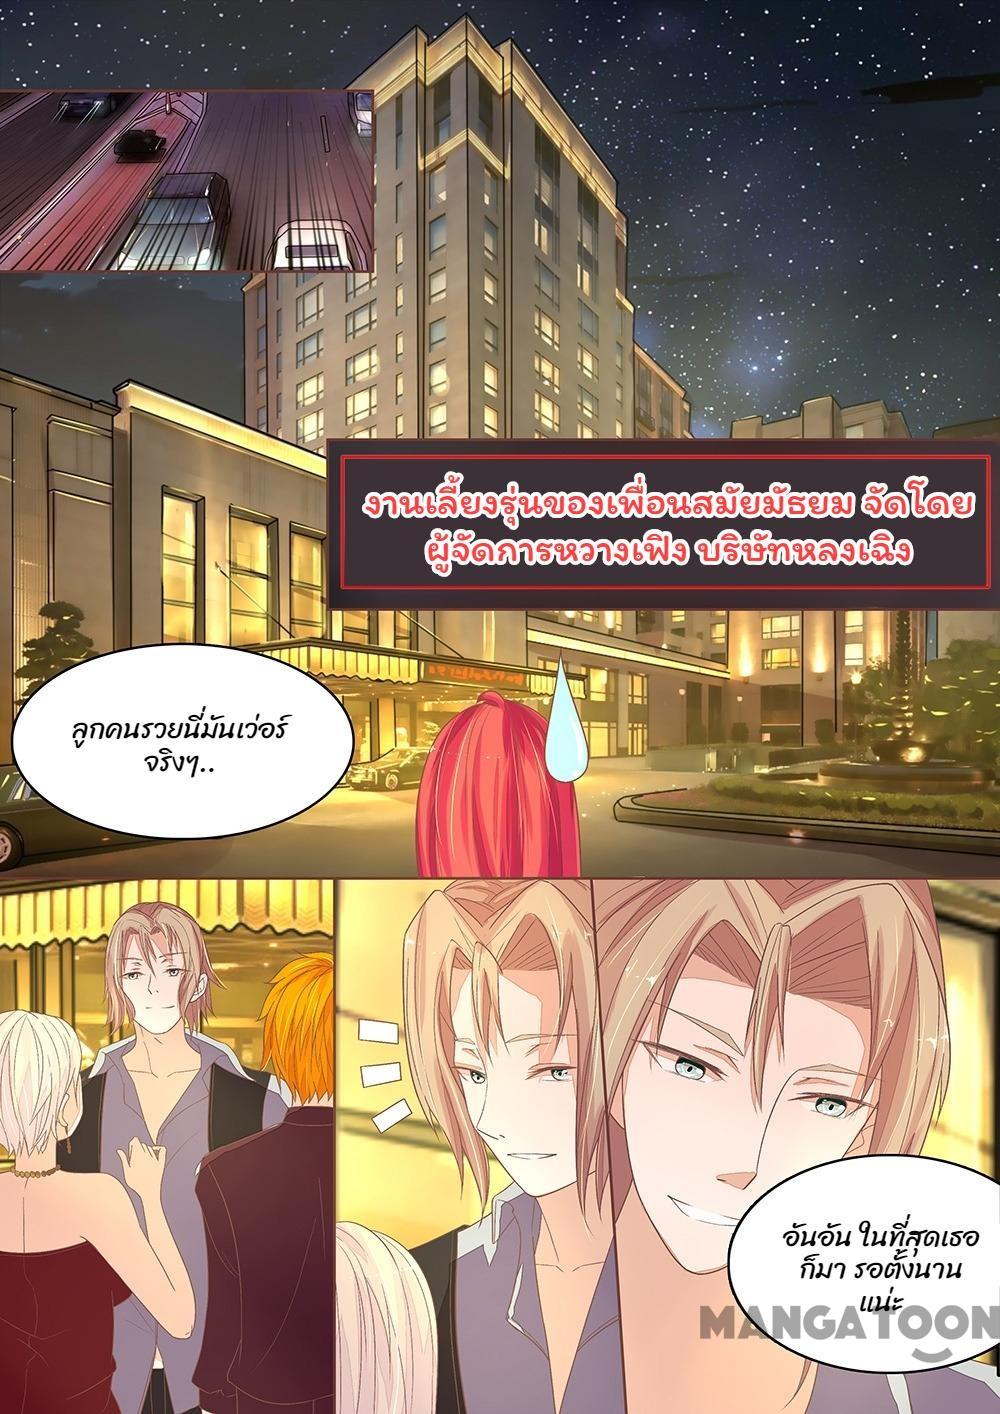 งานเลี้ยงรุ่นของเพื่อนสมัยมัธยม จัดโดย
ผู้จัดการหวางเฟิง บริษัทหลงเฉิง
ลูกคนรวยนี่มันเว่อร์
จริงๆ..
อันอัน ในที่สุดเธอ
ก็มา รอตั้งนาน
แน่ะ
MANGATOON